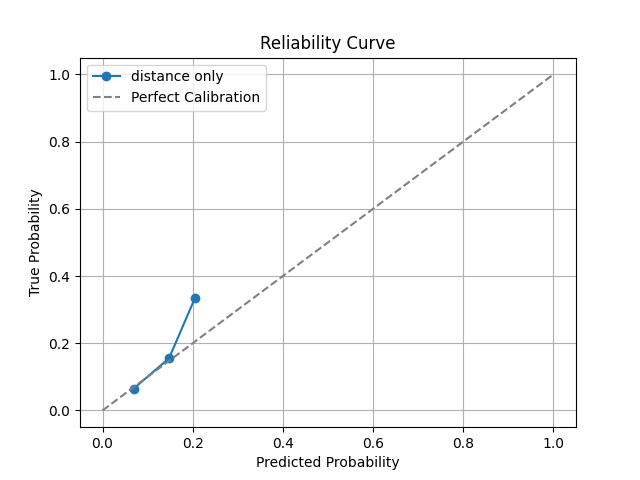 Reliability Curve
distance only
Perfect Calibration
True Probability
1.0
0.8
0.6
0.4
0.2
0.0
0.0 0.2 0.4 0.6 0.8 1.0
Predicted Probability